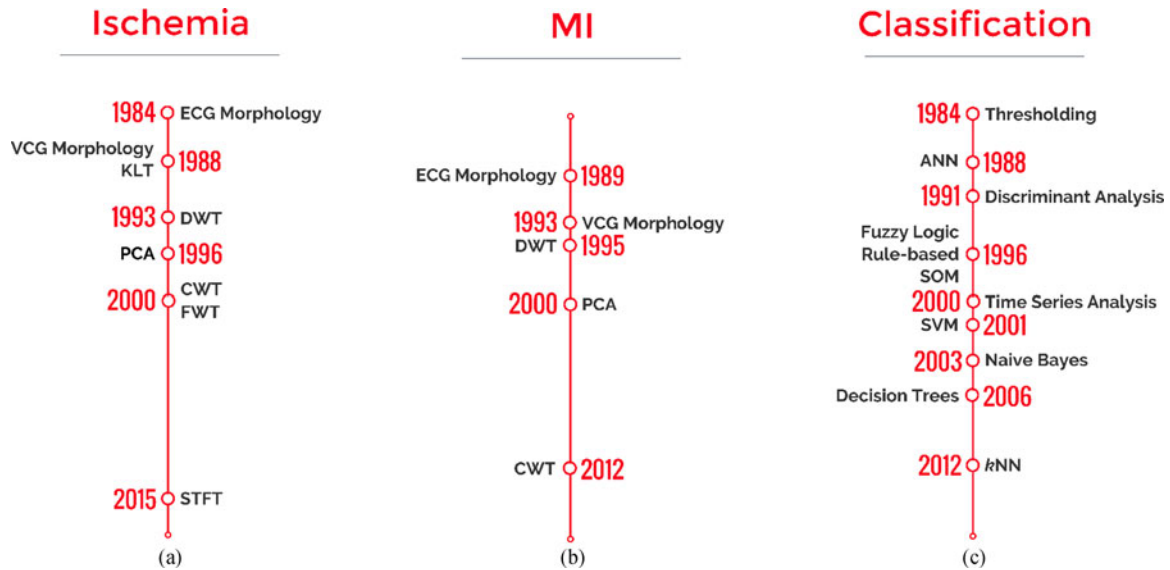 Ischemia
1984 ECG Morphology
VCG Morphology
KLT
1988
1993 DWT
PCA 1996
2000
CWT
FWT
2015 STFT
(a)
MI
ECG Morphology 1989
1993 VCG Morphology
DWT 1995
2000 PCA
CWT 2012
(b)
Classification
1984 Thresholding
ANN 1988
1991 Discriminant Analysis
Fuzzy Logic
Rule-based
SOM
1996
2000 Time Series Analysis
SVM 2001
2003 Naive Bayes
Decision Trees 2006
2012 kNN
(c)